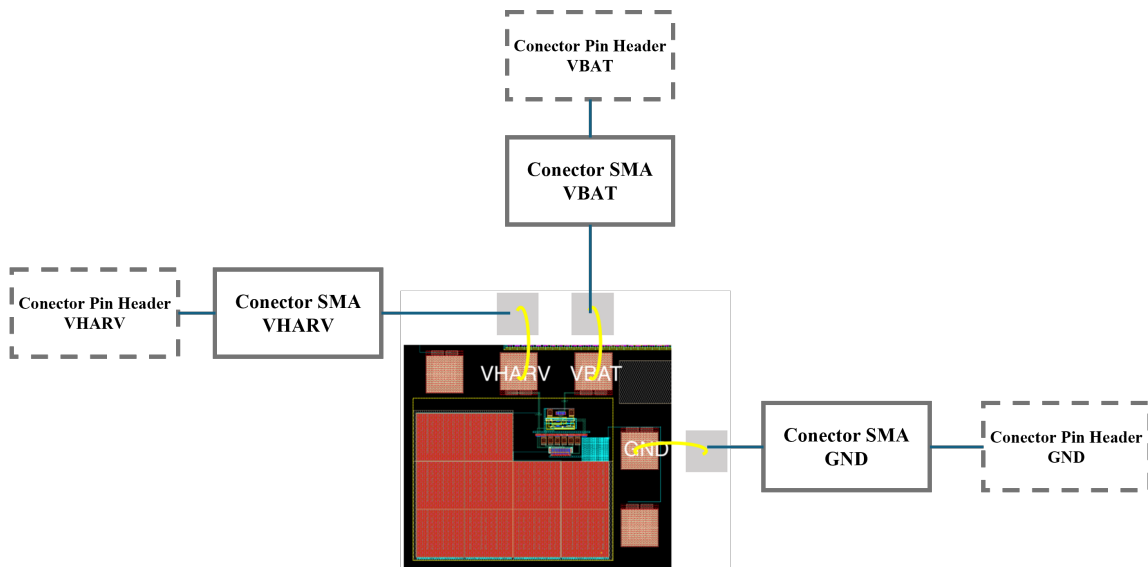 Conector Pin Header
VBAT
Conector SMA
VBAT
Conector Pin Header
VHARV
Conector SMA
VHARV
VHARV
VBAT
GND
Conector SMA
GND
Conector Pin Header
GND